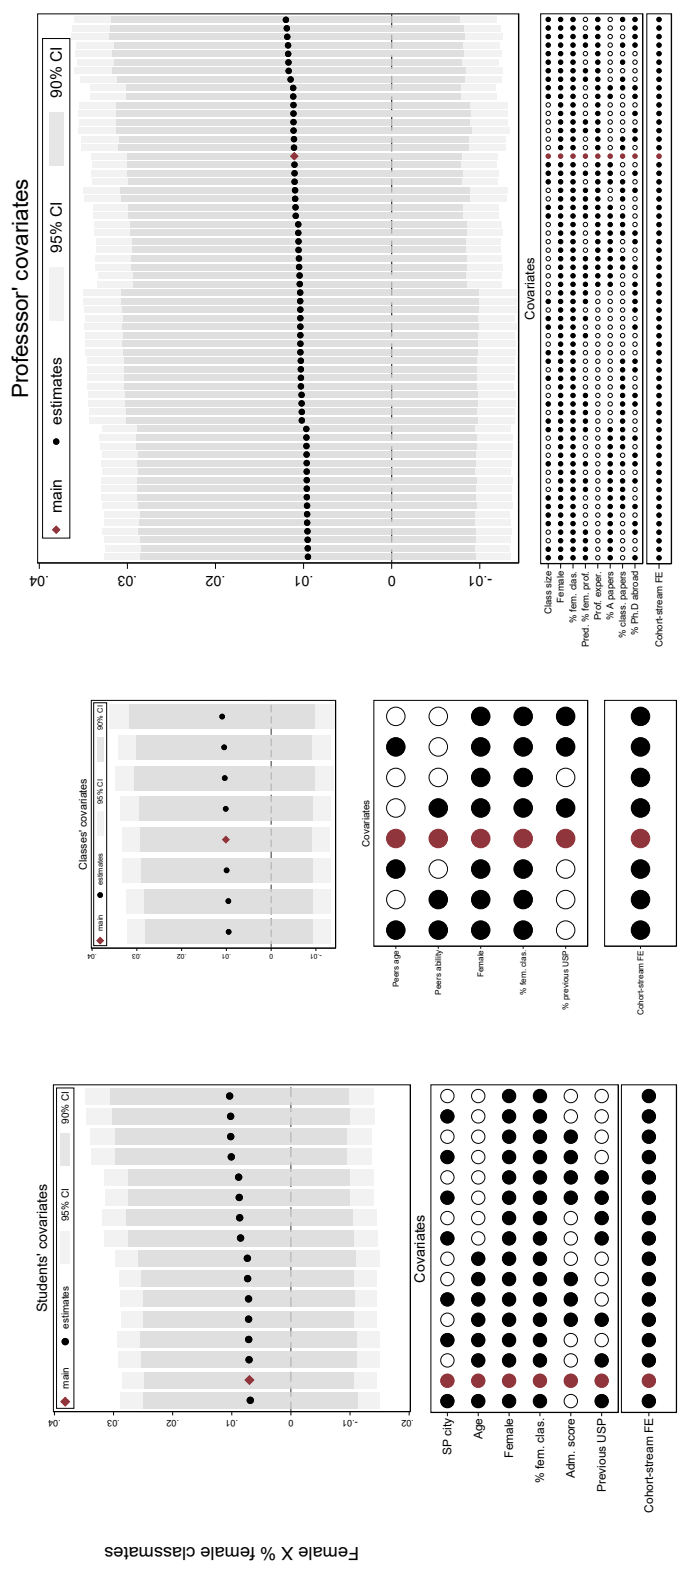 Female X % female classmates
Students' covariates
main
estimates
95% CI
90% CI
.04
.03
.02
.01
0
-.01
-.02
Covariates
SP city
Age
Female
% fem. clas.
Adm. score
Previous USP
Cohort-stream FE
Classes' covariates
main
estimates
95% CI
90% CI
.04
.03
.02
.01
0
-.01
Covariates
Peers age
Peers ability
Female
% fem. clas.
% previous USP
Cohort-stream FE
Professsor' covariates
main
estimates
95% CI
90% CI
.04
.03
.02
.01
0
-.01
Covariates
Class size
Female
% fem. clas.
Pred. % fem. prof.
Prof. exper.
% A papers
% class. papers
% Ph.D abroad
Cohort-stream FE